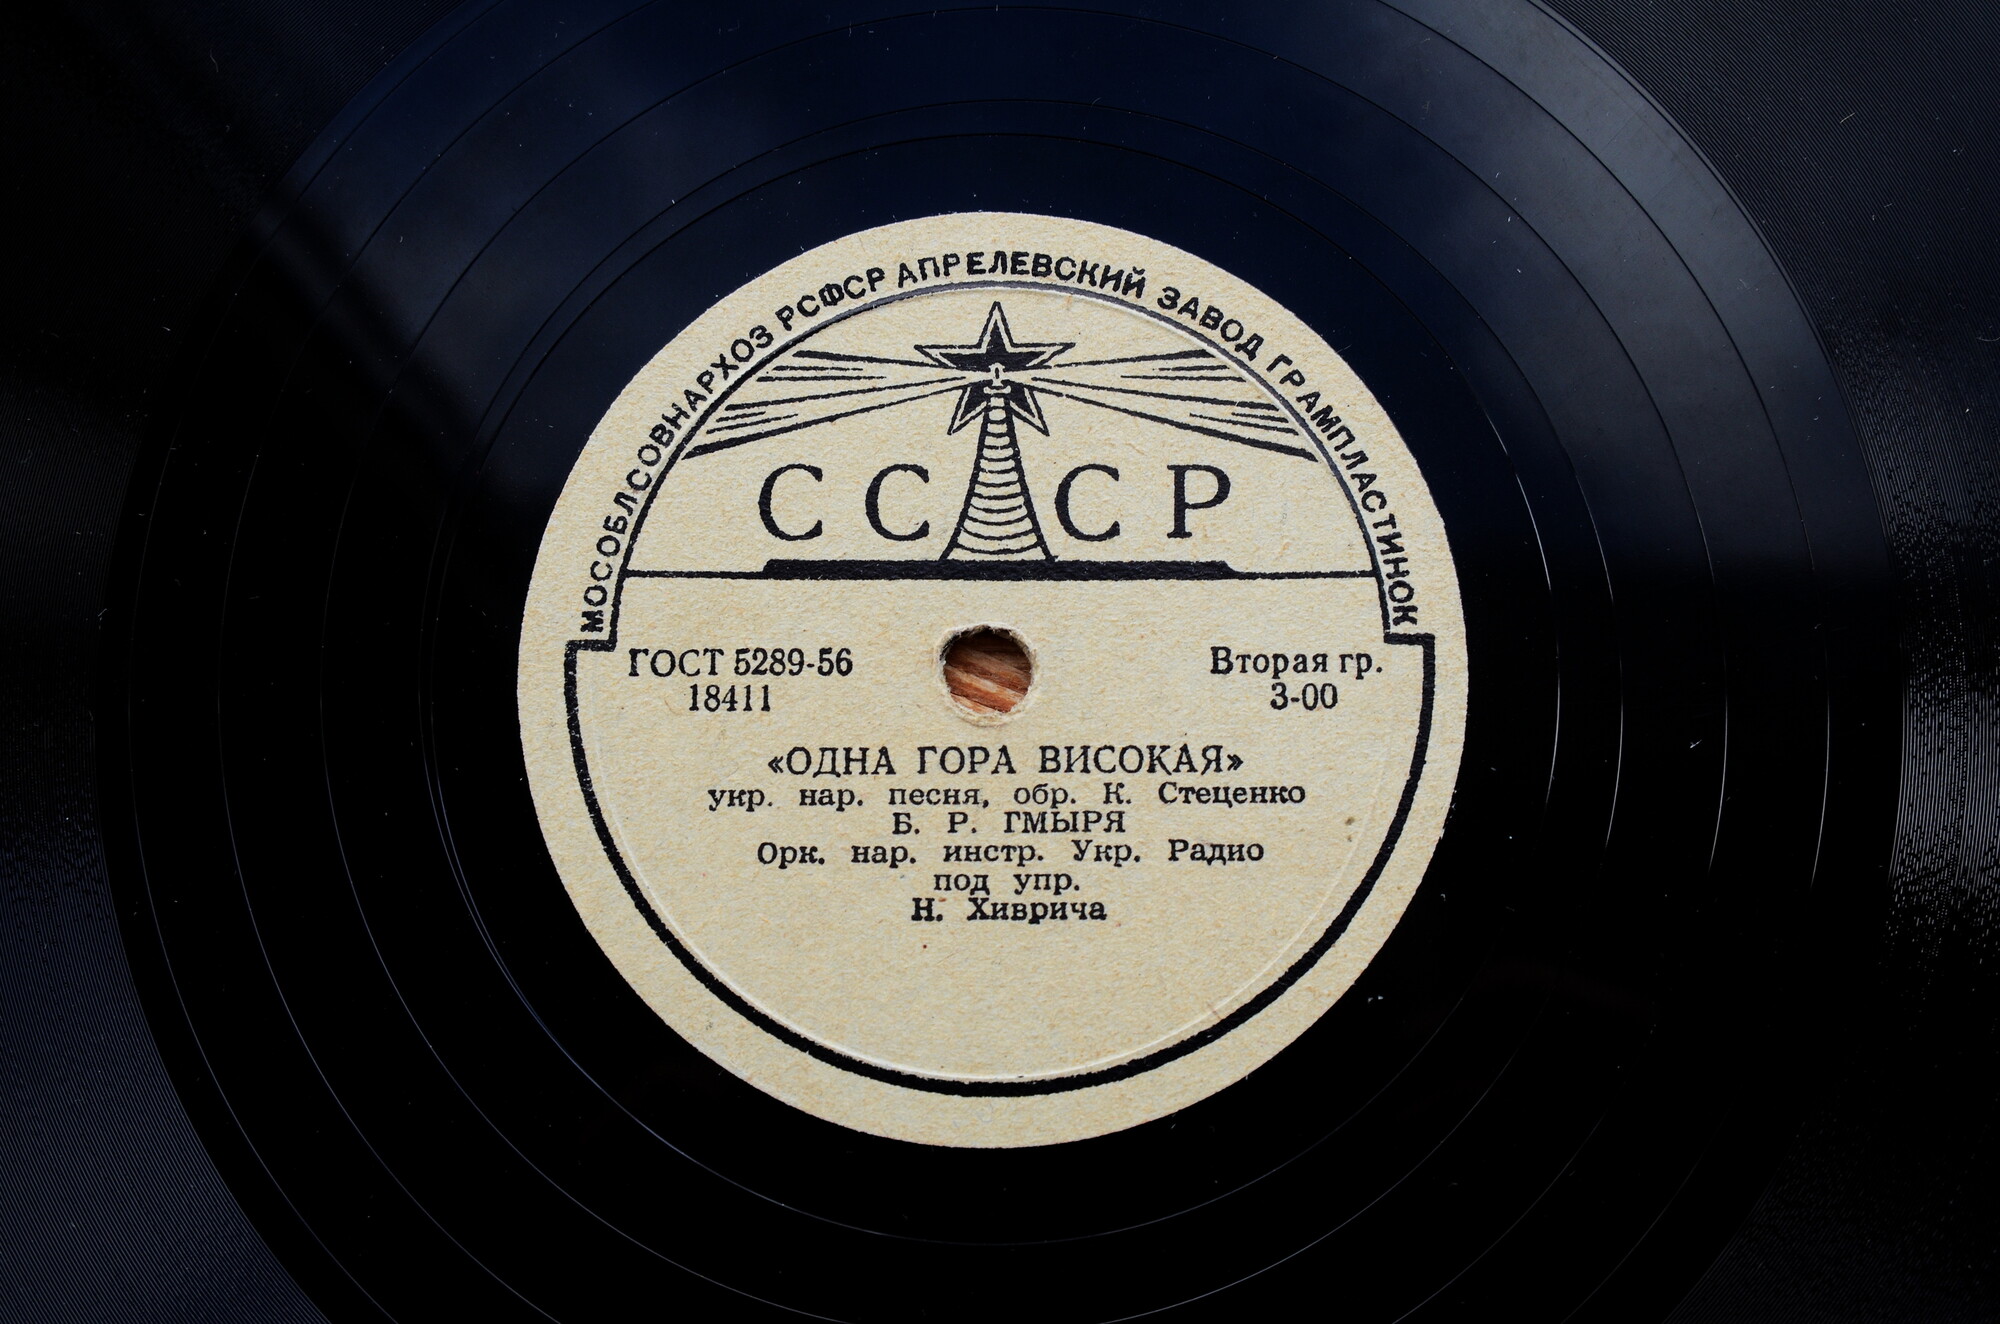 МОСОБЛСОВНАРХОЗ РСФСР АПРЕЛЕВСКИЙ ЗАВОД ГРАМПЛАСТИНОК
СССР
ГОСТ 5289-56
18411
Вторая гр.
3-00
«ОДНА ГОРА ВИСОКАЯ»
укр. нар. песня, обр. К. Стеценко
Б. Р. ГМЫРЯ
Орк. нар. инстр. Укр. Радио
под упр.
Н. Хиврича